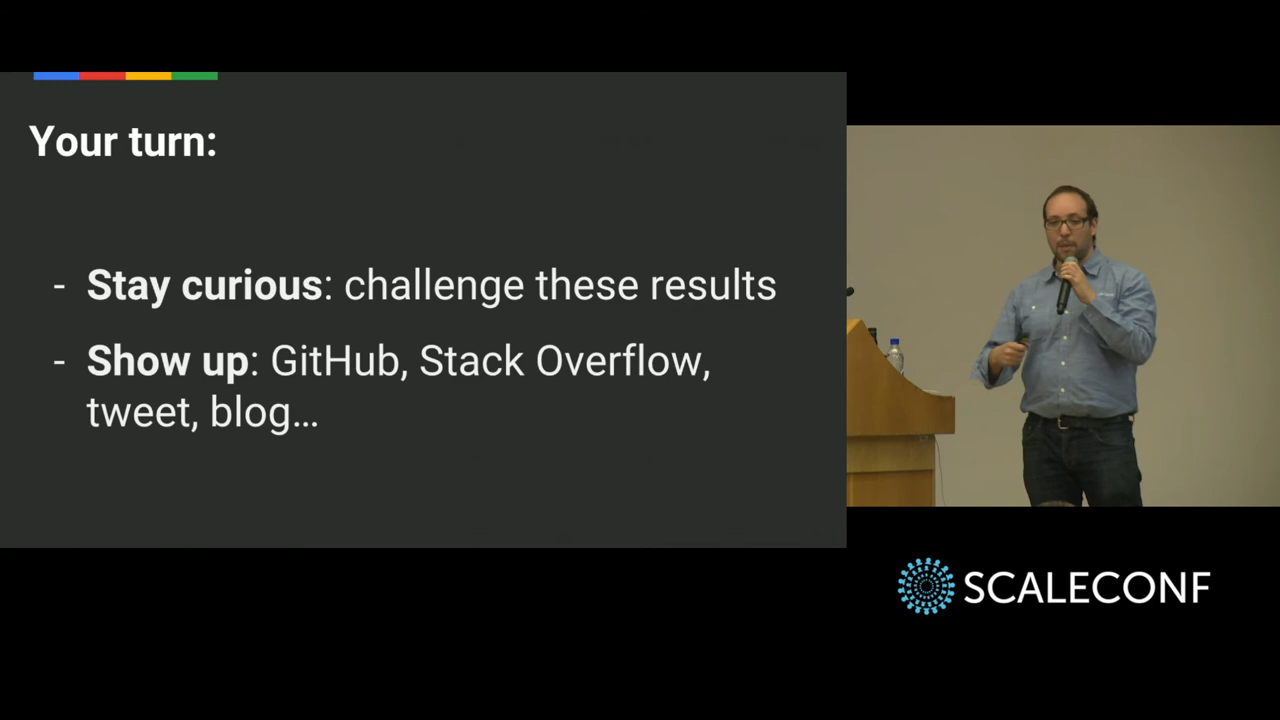 Your turn:
- Stay curious: challenge these results
- Show up: GitHub, Stack Overflow,
tweet, blog…
SCALECONF